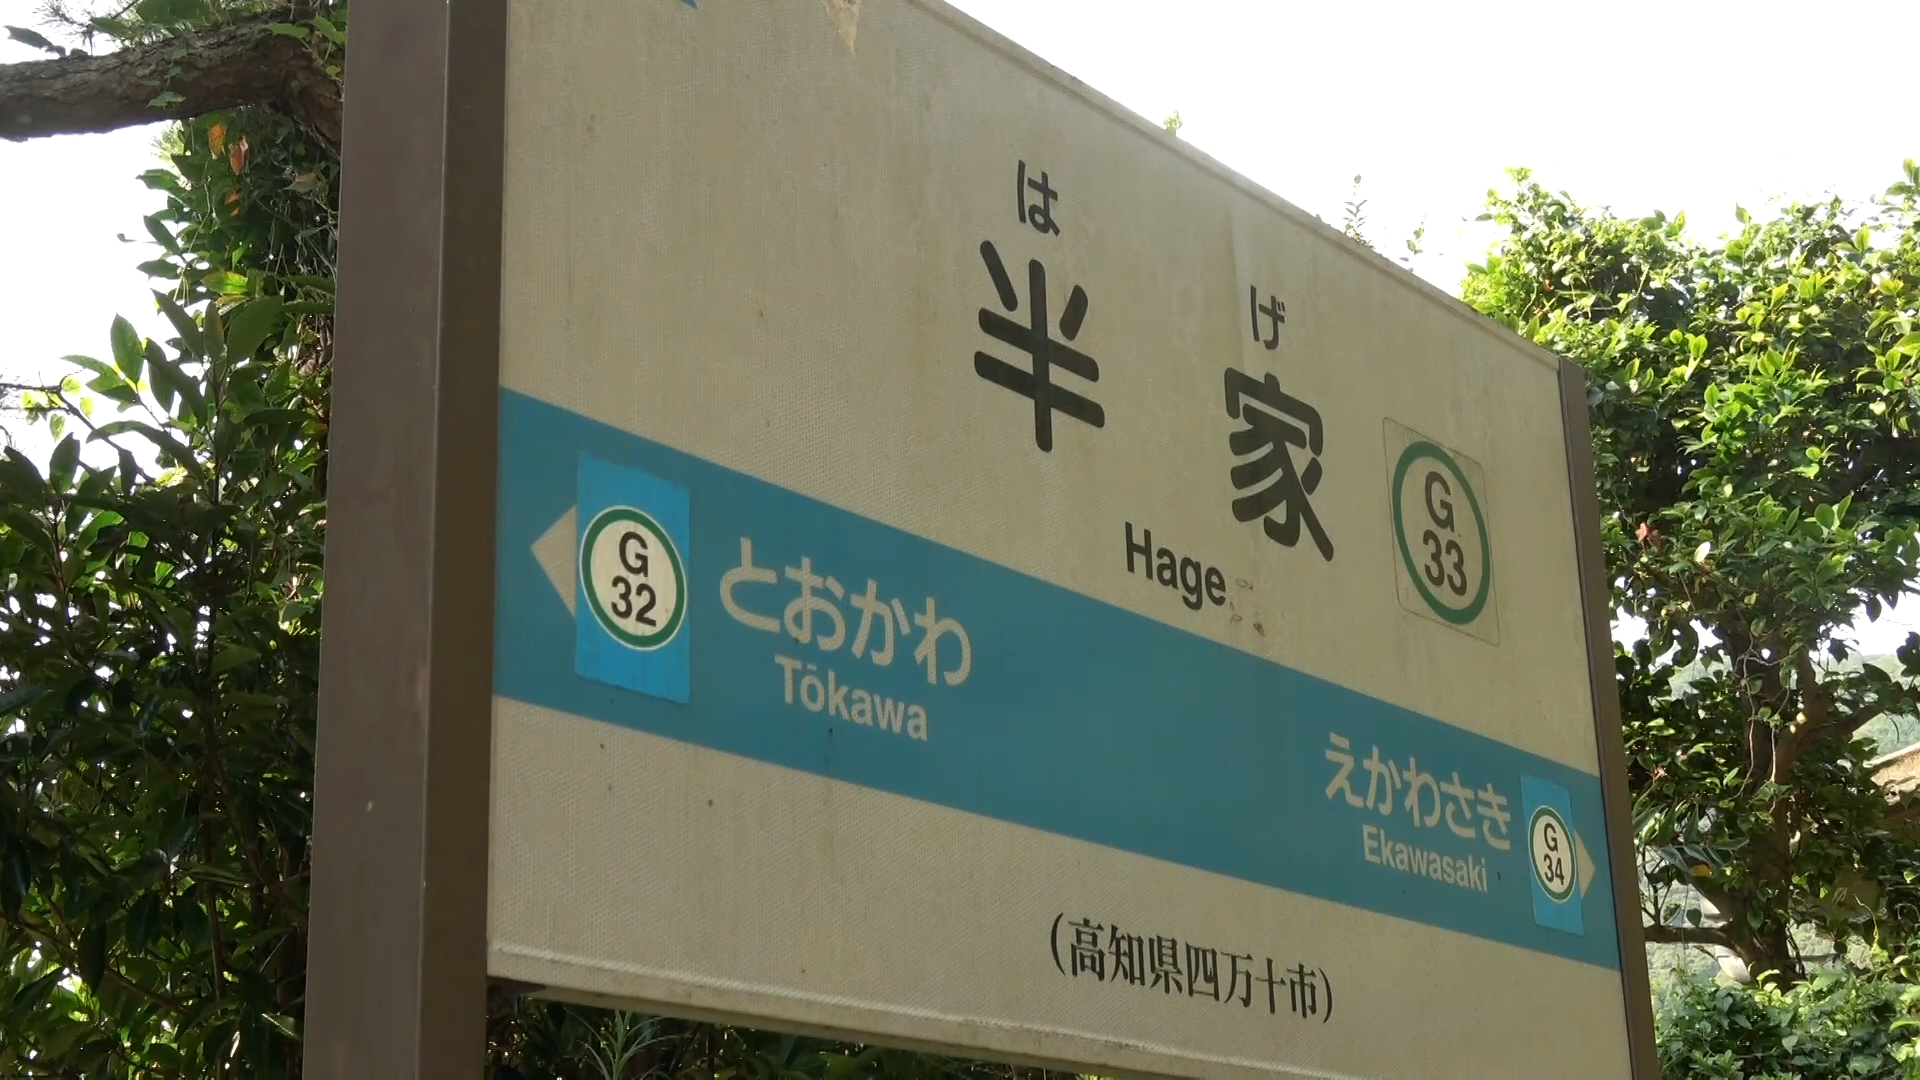 は げ
半 家
Hage
G
33
G
32
とおかわ
Tōkawa
えかわさき
Ekawasaki
G
34
(高知県四万十市)